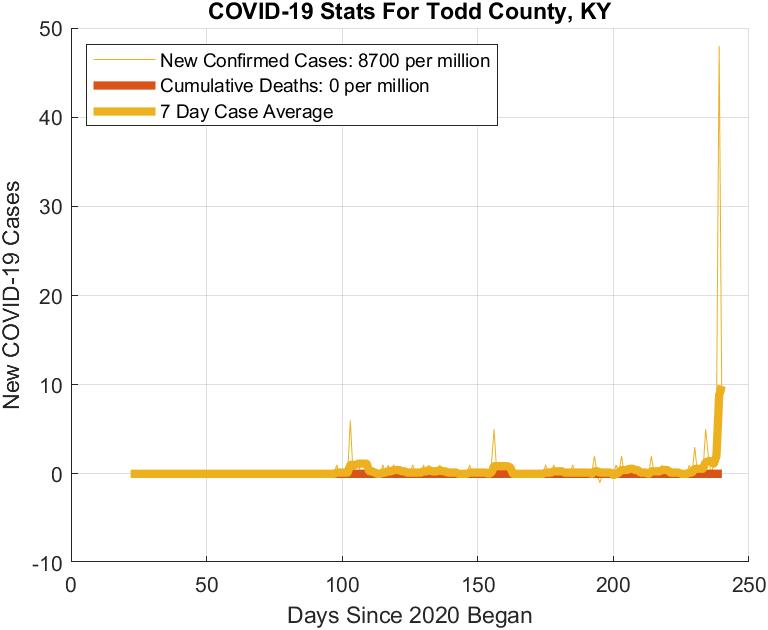 COVID-19 Stats For Todd County, KY
New Confirmed Cases: 8700 per million
Cumulative Deaths: 0 per million
7 Day Case Average
New COVID-19 Cases
50
40
30
20
10
0
-10
0 50 100 150 200 250
Days Since 2020 Began